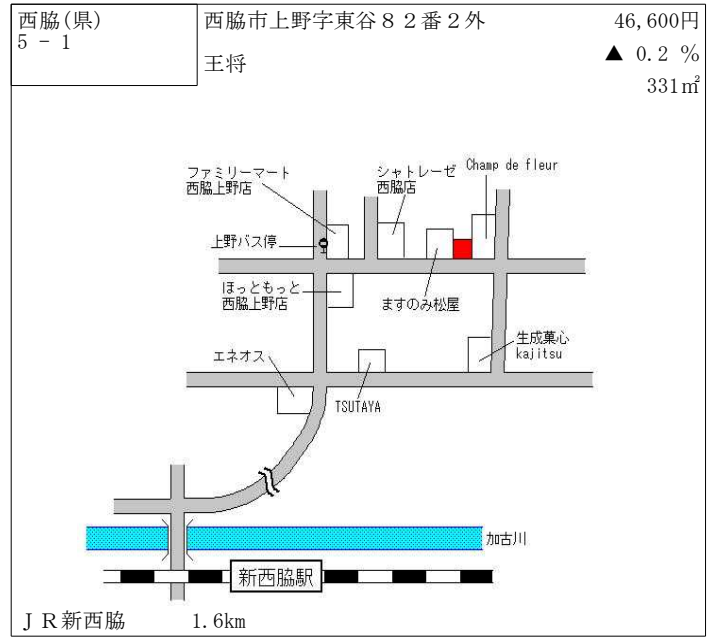 西脇(県)
5 - 1
西脇市上野字東谷８２番２外
王将
46,600円
▲ 0.2 %
331㎡
ファミリーマート
西脇上野店
シャトレーゼ
西脇店
Champ de fleur
上野バス停
ほっともっと
西脇上野店
ますのみ松屋
生成菓心
kajitsu
エネオス
TSUTAYA
加古川
新西脇駅
ＪＲ新西脇 1.6km